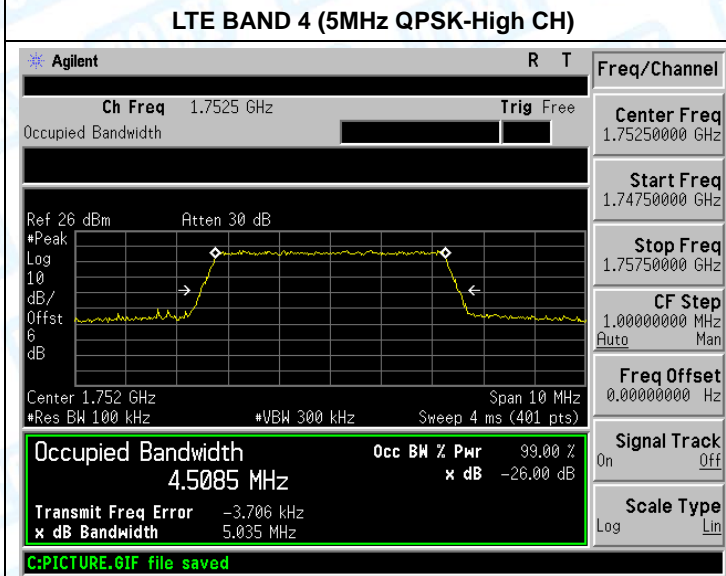 LTE BAND 4 (5MHz QPSK-High CH)
Agilent R T
Freq/Channel
Ch Freq 1.7525 GHz Trig Free
Occupied Bandwidth
Center Freq
1.75250000 GHz
Start Freq
1.74750000 GHz
Stop Freq
1.75750000 GHz
CF Step
1.00000000 MHz
Auto Man
Freq Offset
0.00000000 Hz
Signal Track
On Off
Scale Type
Log Lin
Ref 26 dBm Atten 30 dB
#Peak
Log
10
dB/
Offst
6
dB
Center 1.752 GHz Span 10 MHz
#Res BW 100 kHz #VBW 300 kHz Sweep 4 ms (401 pts)
Occupied Bandwidth Occ BW % Pwr 99.00 %
4.5085 MHz x dB -26.00 dB
Transmit Freq Error -3.706 kHz
x dB Bandwidth 5.035 MHz
C:PICTURE.GIF file saved